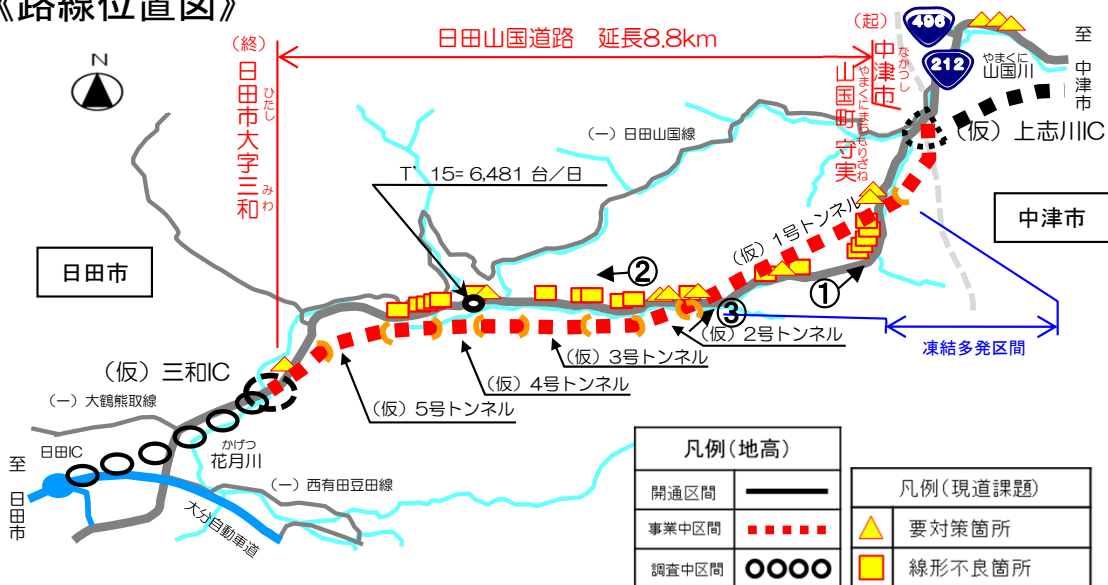 《路線位置図》
N
(終)
日田市大字三和
ひたし
みわ
日田山国道路 延長8.8km
(起)
中津市
なかつし
山国町守実
やまくにまちもりざね
496
212
やまくに
山国川
至 中津市
(仮) 上志川IC
(一) 日田山国線
T' 15= 6,481 台/日
日田市
中津市
(仮) 1号トンネル
②
①
③
(仮) 2号トンネル
(仮) 3号トンネル
(仮) 4号トンネル
(仮) 5号トンネル
凍結多発区間
(仮) 三和IC
(一) 大鶴熊取線
日田IC
かげつ
花月川
至 日田市
(一) 西有田豆田線
大分自動車道
凡例(地高)
開通区間
事業中区間
調査中区間
凡例(現道課題)
要対策箇所
線形不良箇所